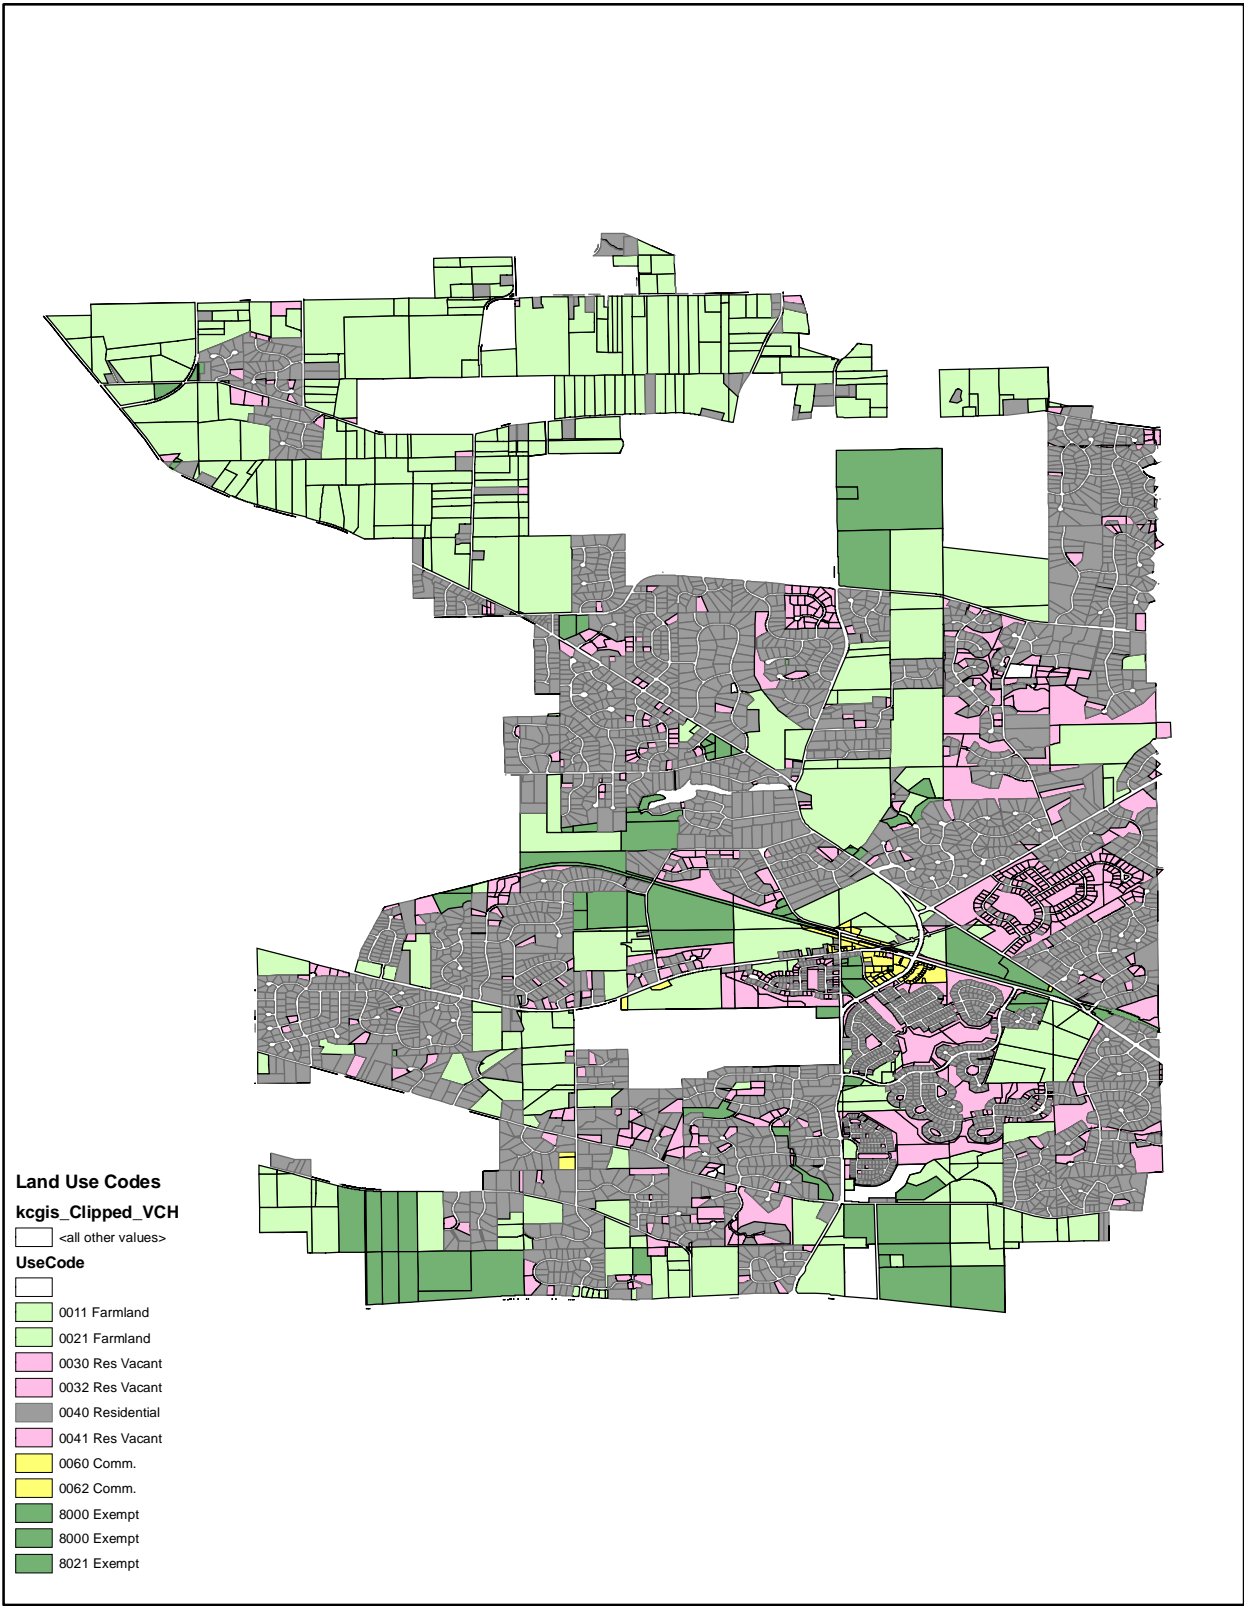 Land Use Codes
kcgis_Clipped_VCH
<all other values>
UseCode
0011 Farmland
0021 Farmland
0030 Res Vacant
0032 Res Vacant
0040 Residential
0041 Res Vacant
0060 Comm.
0062 Comm.
8000 Exempt
8000 Exempt
8021 Exempt